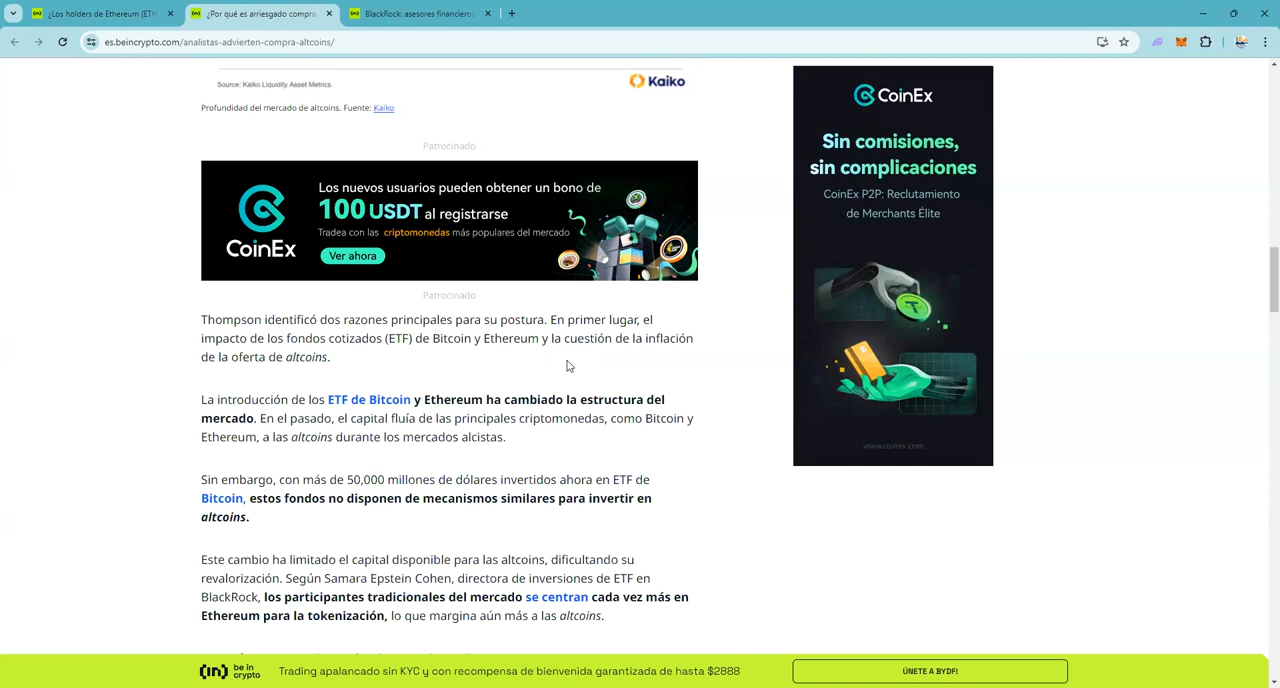 ¿Los holders de Ethereum (ETH
¿Por qué es arriesgado compra
BlackRock: asesores financieros
es.beincrypto.com/analistas-advierten-compra-altcoins/
Source: Kaiko Liquidity Asset Metrics.
Kaiko
Profundidad del mercado de altcoins. Fuente: Kaiko
Patrocinado
CoinEx
Los nuevos usuarios pueden obtener un bono de
100 USDT al registrarse
Tradea con las criptomonedas más populares del mercado
Ver ahora
Patrocinado
Thompson identificó dos razones principales para su postura. En primer lugar, el
impacto de los fondos cotizados (ETF) de Bitcoin y Ethereum y la cuestión de la inflación
de la oferta de altcoins.
La introducción de los ETF de Bitcoin y Ethereum ha cambiado la estructura del
mercado. En el pasado, el capital fluía de las principales criptomonedas, como Bitcoin y
Ethereum, a las altcoins durante los mercados alcistas.
Sin embargo, con más de 50,000 millones de dólares invertidos ahora en ETF de
Bitcoin, estos fondos no disponen de mecanismos similares para invertir en
altcoins.
Este cambio ha limitado el capital disponible para las altcoins, dificultando su
revalorización. Según Samara Epstein Cohen, directora de inversiones de ETF en
BlackRock, los participantes tradicionales del mercado se centran cada vez más en
Ethereum para la tokenización, lo que margina aún más a las altcoins.
CoinEx
Sin comisiones,
sin complicaciones
CoinEx P2P: Reclutamiento
de Merchants Élite
www.coinex.com
(in) be in
crypto
Trading apalancado sin KYC y con recompensa de bienvenida garantizada de hasta $2888
ÚNETE A BYDFI!